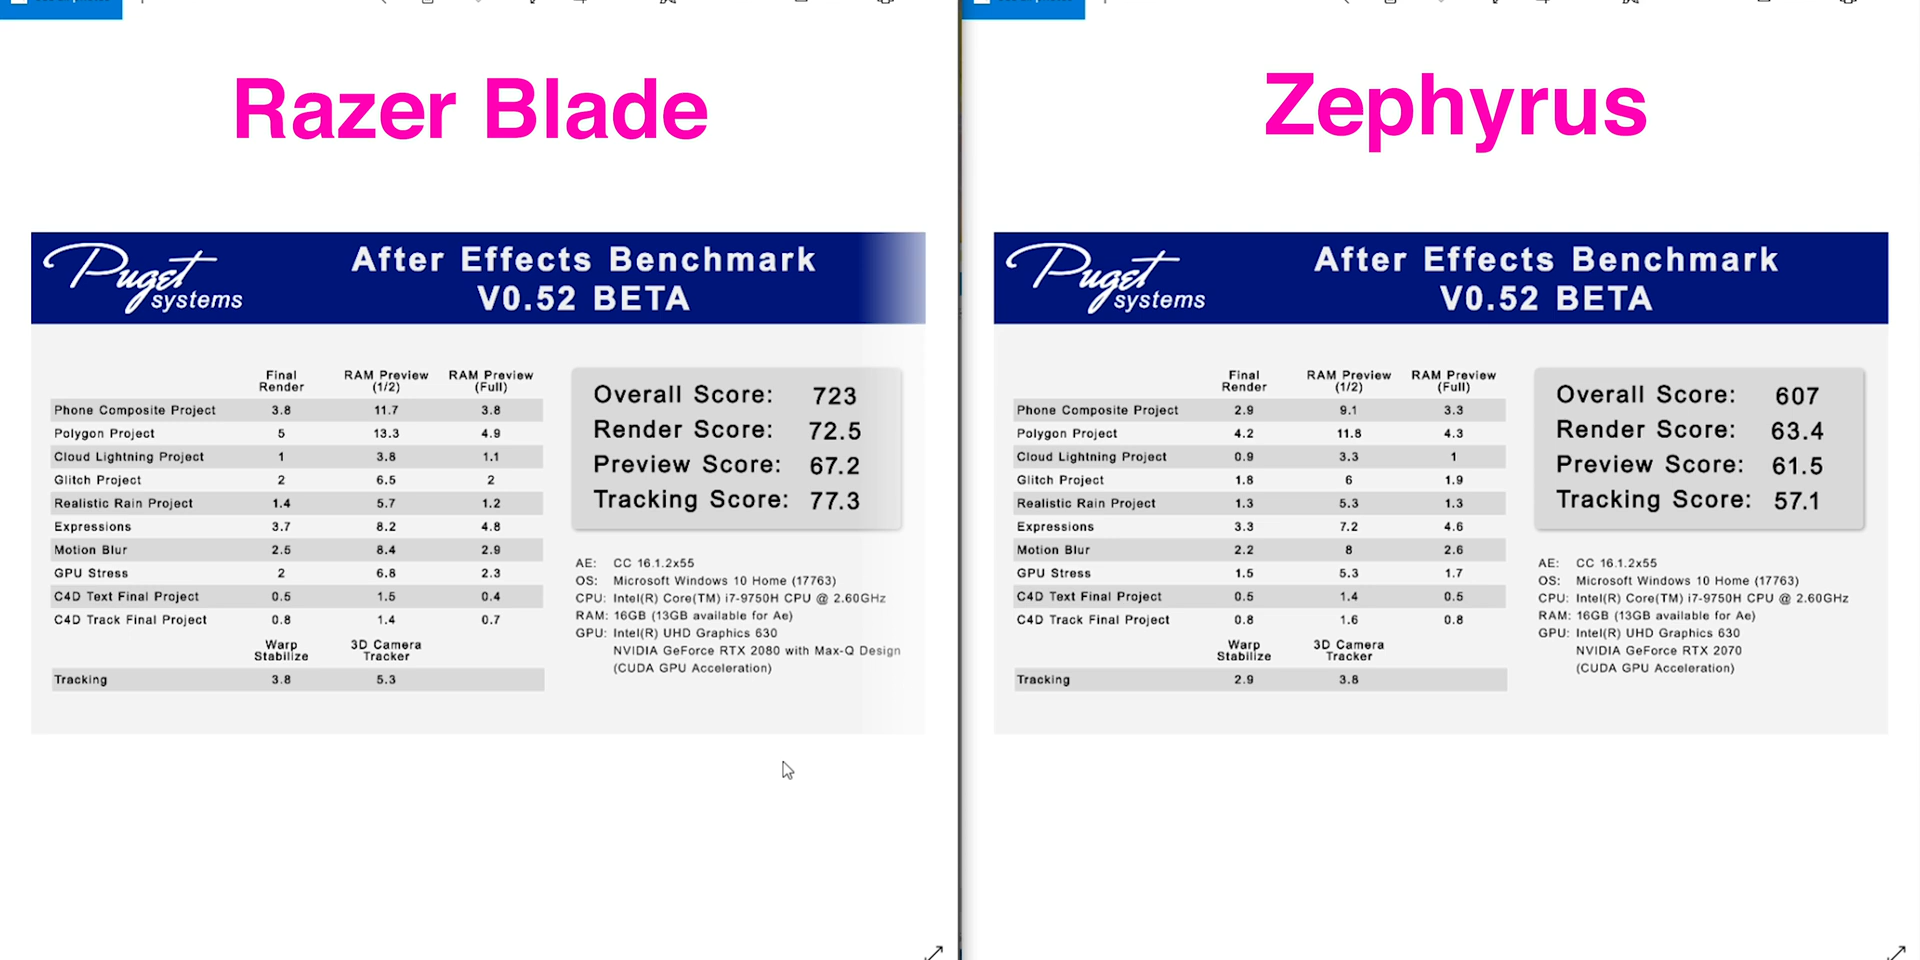 Razer Blade
Puget systems
After Effects Benchmark
V0.52 BETA
Final Render RAM Preview (1/2) RAM Preview (Full)
Phone Composite Project 3.8 11.7 3.8
Polygon Project 5 13.3 4.9
Cloud Lightning Project 1 3.8 1.1
Glitch Project 2 6.5 2
Realistic Rain Project 1.4 5.7 1.2
Expressions 3.7 8.2 4.8
Motion Blur 2.5 8.4 2.9
GPU Stress 2 6.8 2.3
C4D Text Final Project 0.5 1.5 0.4
C4D Track Final Project 0.8 1.4 0.7
Warp Stabilize 3D Camera Tracker
Tracking 3.8 5.3
Overall Score: 723
Render Score: 72.5
Preview Score: 67.2
Tracking Score: 77.3
AE: CC 16.1.2x55
OS: Microsoft Windows 10 Home (17763)
CPU: Intel(R) Core(TM) i7-9750H CPU @ 2.60GHz
RAM: 16GB (13GB available for Ae)
GPU: Intel(R) UHD Graphics 630
NVIDIA GeForce RTX 2080 with Max-Q Design
(CUDA GPU Acceleration)
Zephyrus
Puget systems
After Effects Benchmark
V0.52 BETA
Final Render RAM Preview (1/2) RAM Preview (Full)
Phone Composite Project 2.9 9.1 3.3
Polygon Project 4.2 11.8 4.3
Cloud Lightning Project 0.9 3.3 1
Glitch Project 1.8 6 1.9
Realistic Rain Project 1.3 5.3 1.3
Expressions 3.3 7.2 4.6
Motion Blur 2.2 8 2.6
GPU Stress 1.5 5.3 1.7
C4D Text Final Project 0.5 1.4 0.5
C4D Track Final Project 0.8 1.6 0.8
Warp Stabilize 3D Camera Tracker
Tracking 2.9 3.8
Overall Score: 607
Render Score: 63.4
Preview Score: 61.5
Tracking Score: 57.1
AE: CC 16.1.2x55
OS: Microsoft Windows 10 Home (17763)
CPU: Intel(R) Core(TM) i7-9750H CPU @ 2.60GHz
RAM: 16GB (13GB available for Ae)
GPU: Intel(R) UHD Graphics 630
NVIDIA GeForce RTX 2070
(CUDA GPU Acceleration)